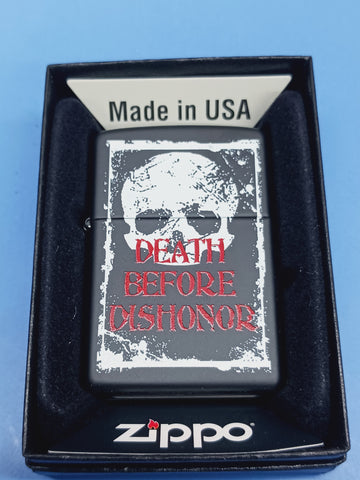 Made in USA
DEATH
BEFORE
DISHONOR
zippo